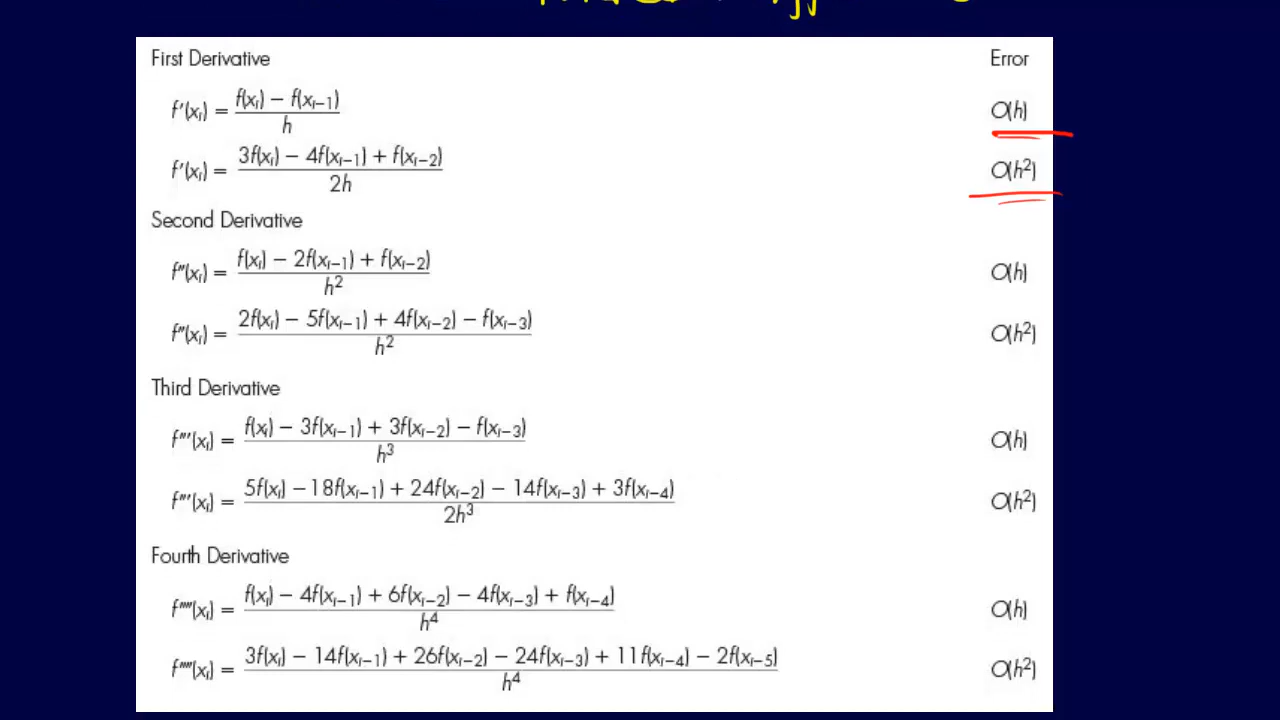 First Derivative Error
f'(xᵢ) = f(xᵢ) − f(xᵢ₋₁) / h O(h)
f'(xᵢ) = 3f(xᵢ) − 4f(xᵢ₋₁) + f(xᵢ₋₂) / 2h O(h²)
Second Derivative
f''(xᵢ) = f(xᵢ) − 2f(xᵢ₋₁) + f(xᵢ₋₂) / h² O(h)
f''(xᵢ) = 2f(xᵢ) − 5f(xᵢ₋₁) + 4f(xᵢ₋₂) − f(xᵢ₋₃) / h² O(h²)
Third Derivative
f'''(xᵢ) = f(xᵢ) − 3f(xᵢ₋₁) + 3f(xᵢ₋₂) − f(xᵢ₋₃) / h³ O(h)
f'''(xᵢ) = 5f(xᵢ) − 18f(xᵢ₋₁) + 24f(xᵢ₋₂) − 14f(xᵢ₋₃) + 3f(xᵢ₋₄) / 2h³ O(h²)
Fourth Derivative
f''''(xᵢ) = f(xᵢ) − 4f(xᵢ₋₁) + 6f(xᵢ₋₂) − 4f(xᵢ₋₃) + f(xᵢ₋₄) / h⁴ O(h)
f''''(xᵢ) = 3f(xᵢ) − 14f(xᵢ₋₁) + 26f(xᵢ₋₂) − 24f(xᵢ₋₃) + 11f(xᵢ₋₄) − 2f(xᵢ₋₅) / h⁴ O(h²)